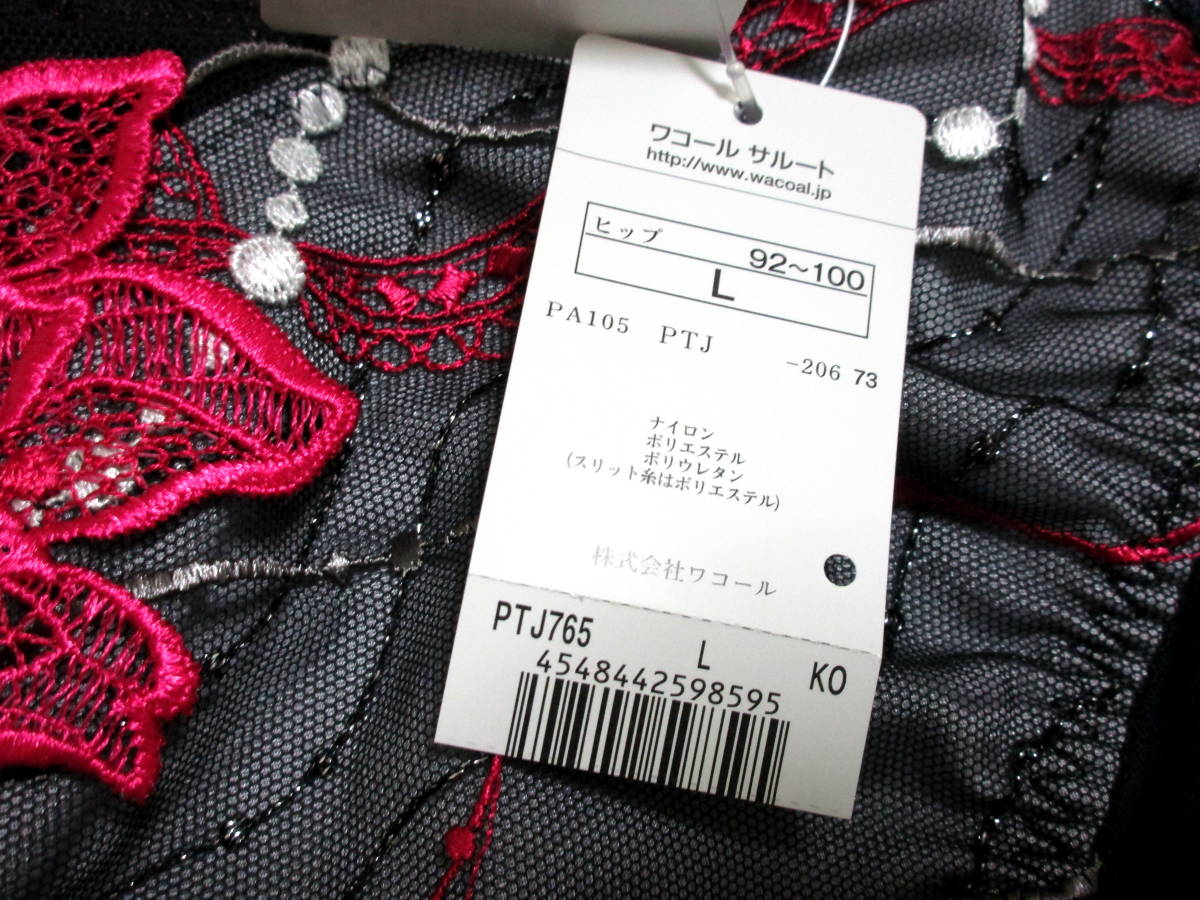 ワコール サルート
http://www.wacoal.jp
ヒップ 92~100
L
PA105 PTJ -206 73
ナイロン
ポリエステル
ポリウレタン
(スリット糸はポリエステル)
株式会社ワコール
PTJ765 L KO
4548442598595